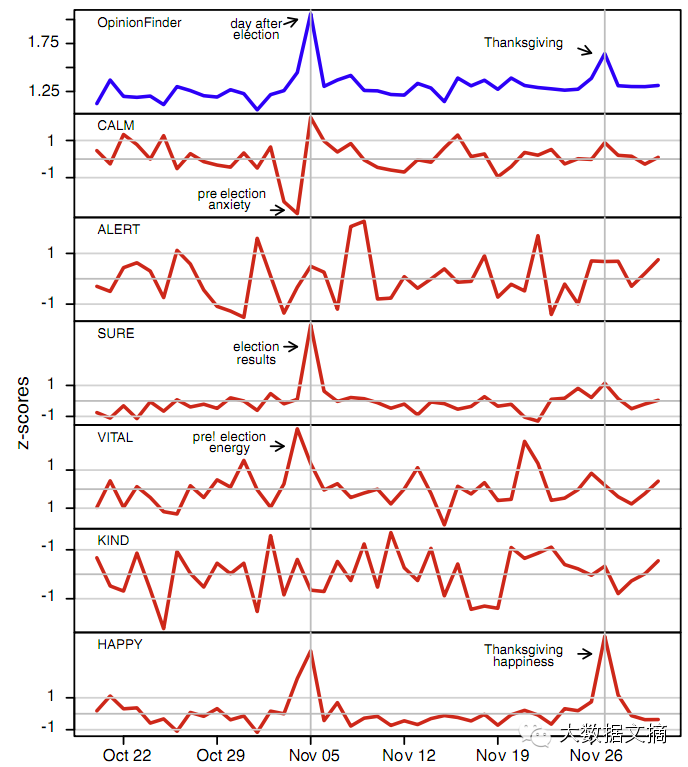 OpinionFinder
day after
election
Thanksgiving
1.75
1.25
CALM
1
-1
pre election
anxiety
ALERT
1
-1
SURE
election
results
1
-1
z-scores
VITAL
pre! election
energy
1
1
KIND
-1
-1
HAPPY
Thanksgiving
happiness
1
-1
大数据文摘
Oct 22
Oct 29
Nov 05
Nov 12
Nov 19
Nov 26